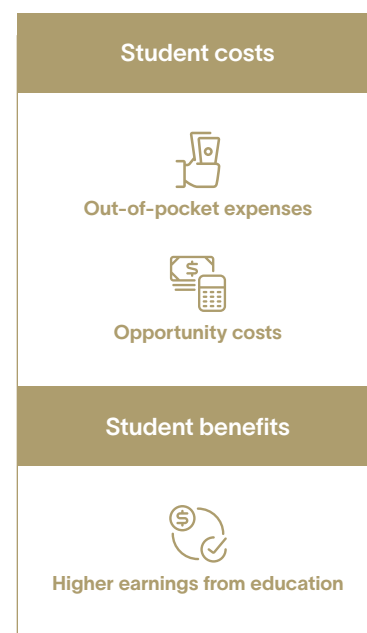 Student costs
Out-of-pocket expenses
$
Opportunity costs
Student benefits
$
Higher earnings from education